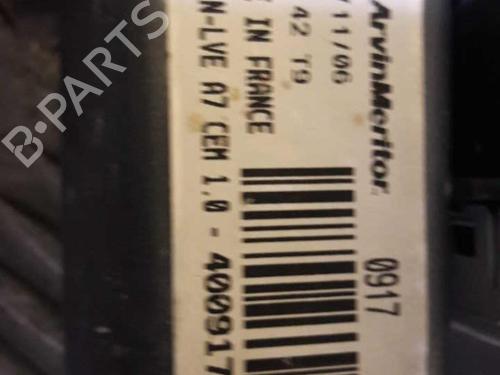 ArvinMeritor. 0917
/11/06
42 T9
IN FRANCE
N-LVE A7 CEM 1.0 - 400917
B-PARTS